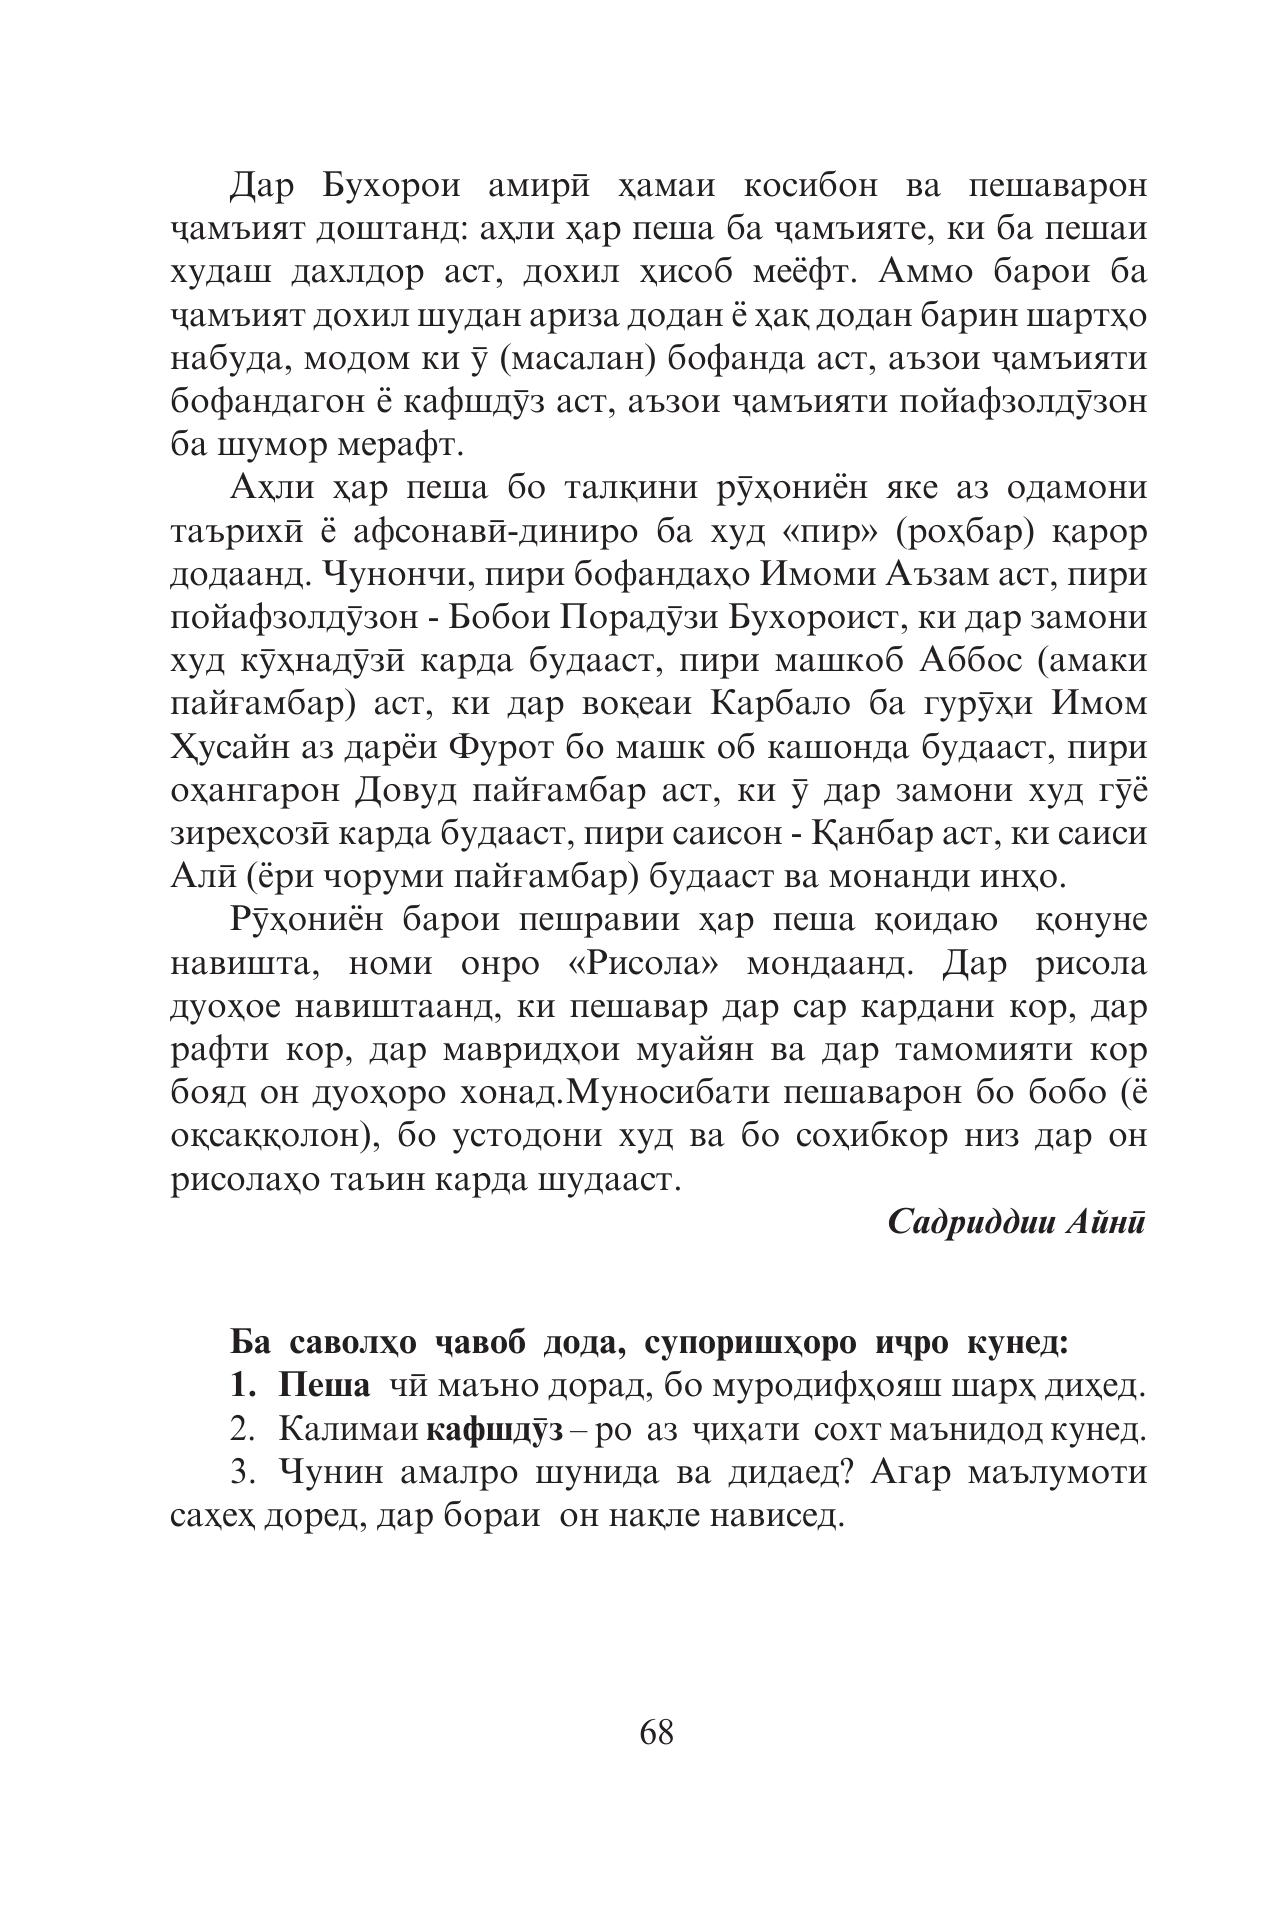 Дар Бухорои амирӣ ҳамаи косибон ва пешаварон
ҷамъият доштанд: аҳли ҳар пеша ба ҷамъияте, ки ба пешаи
худаш дахлдор аст, дохил ҳисоб меёфт. Аммо барои ба
ҷамъият дохил шудан ариза додан ё ҳақ додан барин шартҳо
набуда, модом ки ӯ (масалан) бофанда аст, аъзои ҷамъияти
бофандагон ё кафшдӯз аст, аъзои ҷамъияти пойафзолдӯзон
ба шумор мерафт.
Аҳли ҳар пеша бо талқини рӯҳониён яке аз одамони
таърихӣ ё афсонавӣ-диниро ба худ «пир» (роҳбар) қарор
додаанд. Чунончи, пири бофандаҳо Имоми Аъзам аст, пири
пойафзолдӯзон - Бобои Порадӯзи Бухороист, ки дар замони
худ кӯҳнадӯзӣ карда будааст, пири машкоб Аббос (амаки
пайғамбар) аст, ки дар воқеаи Карбало ба гурӯҳи Имом
Ҳусайн аз дарёи Фурот бо машк об кашонда будааст, пири
оҳангарон Довуд пайғамбар аст, ки ӯ дар замони худ гӯё
зиреҳсозӣ карда будааст, пири саисон - Қанбар аст, ки саиси
Алӣ (ёри чоруми пайғамбар) будааст ва монанди инҳо.
Рӯҳониён барои пешравии ҳар пеша қоидаю қонуне
навишта, номи онро «Рисола» мондаанд. Дар рисола
дуоҳое навиштаанд, ки пешавар дар сар кардани кор, дар
рафти кор, дар мавридҳои муайян ва дар тамомияти кор
бояд он дуоҳоро хонад.Муносибати пешаварон бо бобо (ё
оқсаққолон), бо устодони худ ва бо соҳибкор низ дар он
рисолаҳо таъин карда шудааст.
Садриддии Айнӣ
Ба саволҳо ҷавоб дода, супоришҳоро иҷро кунед:
1. Пеша чӣ маъно дорад, бо муродифҳояш шарҳ диҳед.
2. Калимаи кафшдӯз – ро аз ҷиҳати сохт маънидод кунед.
3. Чунин амалро шунида ва дидаед? Агар маълумоти
саҳеҳ доред, дар бораи он нақле нависед.
68